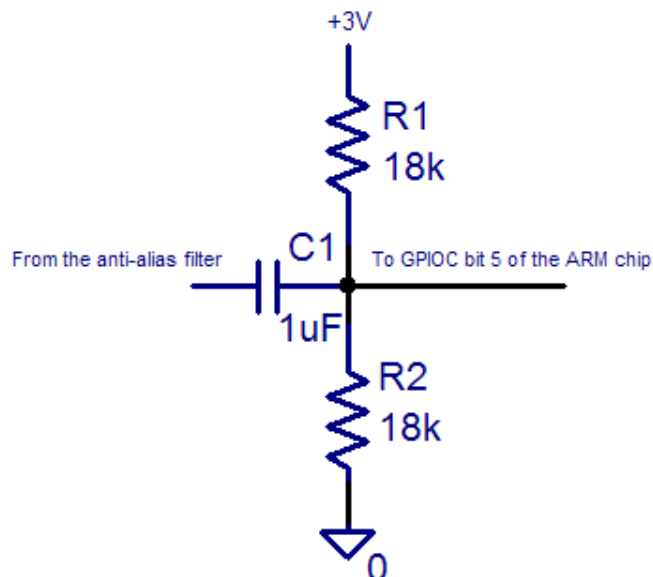 +3V
R1
18k
From the anti-alias filter
C1
To GPIOC bit 5 of the ARM chip
1uF
R2
18k
0